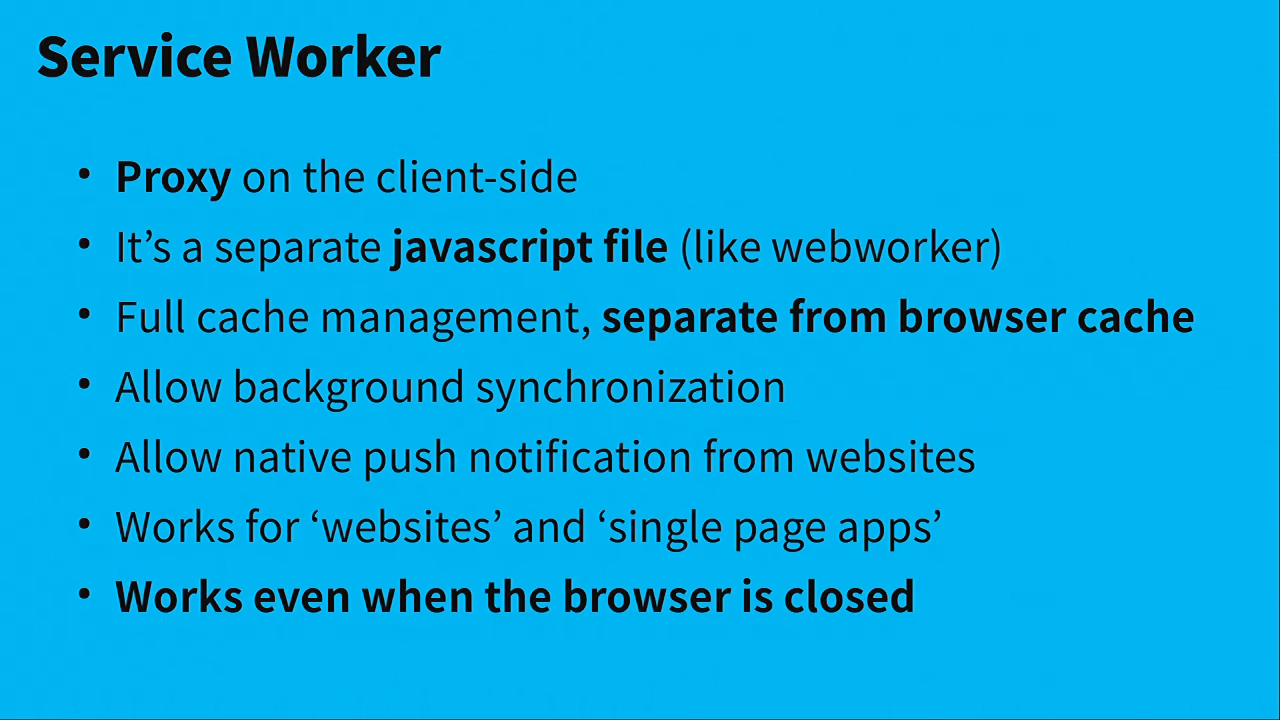 Service Worker
• Proxy on the client-side
• It’s a separate javascript file (like webworker)
• Full cache management, separate from browser cache
• Allow background synchronization
• Allow native push notification from websites
• Works for ‘websites’ and ‘single page apps’
• Works even when the browser is closed